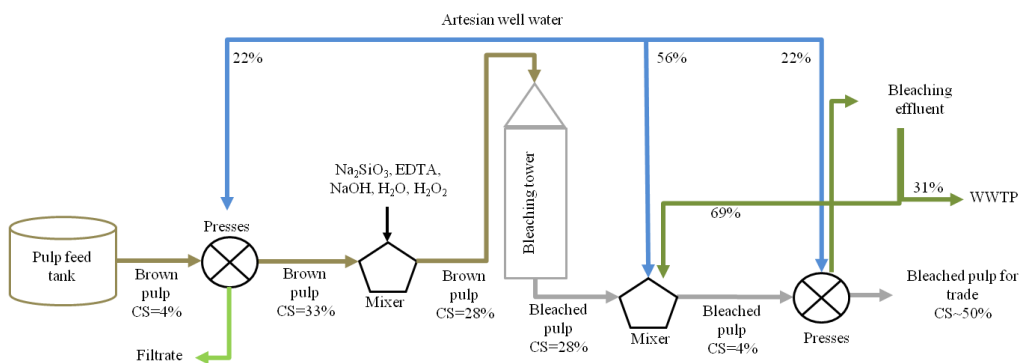 Artesian well water
22%
56%
22%
Bleaching
effluent
Na₂SiO₃, EDTA,
NaOH, H₂O, H₂O₂
31%
WWTP
69%
Presses
Bleaching tower
Pulp feed
tank
Brown
pulp
CS=4%
Brown
pulp
CS=33%
Mixer
Brown
pulp
CS=28%
Bleached
pulp
CS=28%
Mixer
Bleached
pulp
CS=4%
Presses
Bleached pulp for
trade
CS~50%
Filtrate